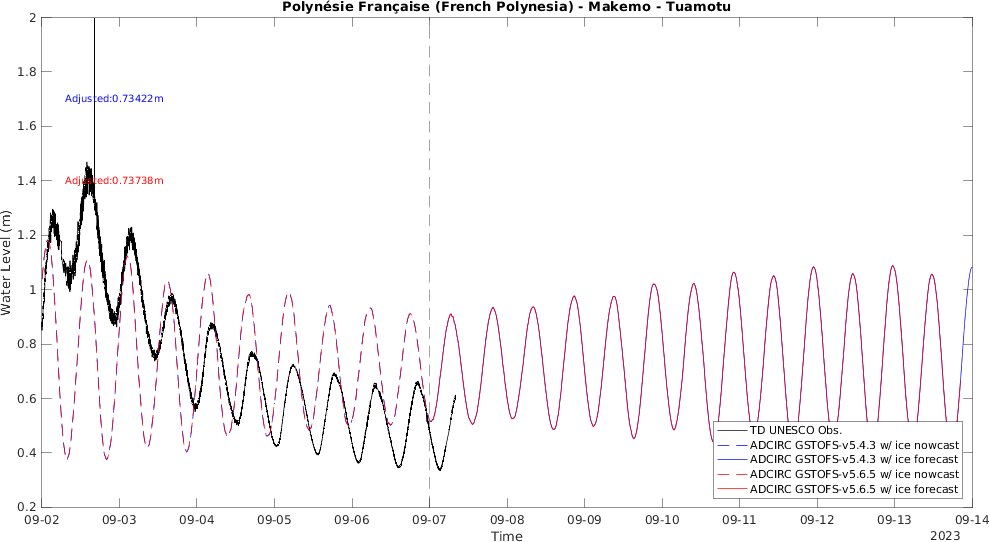 Polynésie Française (French Polynesia) - Makemo - Tuamotu
2
1.8
1.6
1.4
1.2
1
0.8
0.6
0.4
0.2
Water Level (m)
Adjusted:0.73422m
Adjusted:0.73738m
TD UNESCO Obs.
ADCIRC GSTOFS-v5.4.3 w/ ice nowcast
ADCIRC GSTOFS-v5.4.3 w/ ice forecast
ADCIRC GSTOFS-v5.6.5 w/ ice nowcast
ADCIRC GSTOFS-v5.6.5 w/ ice forecast
09-02 09-03 09-04 09-05 09-06 09-07 09-08 09-09 09-10 09-11 09-12 09-13 09-14
Time
2023